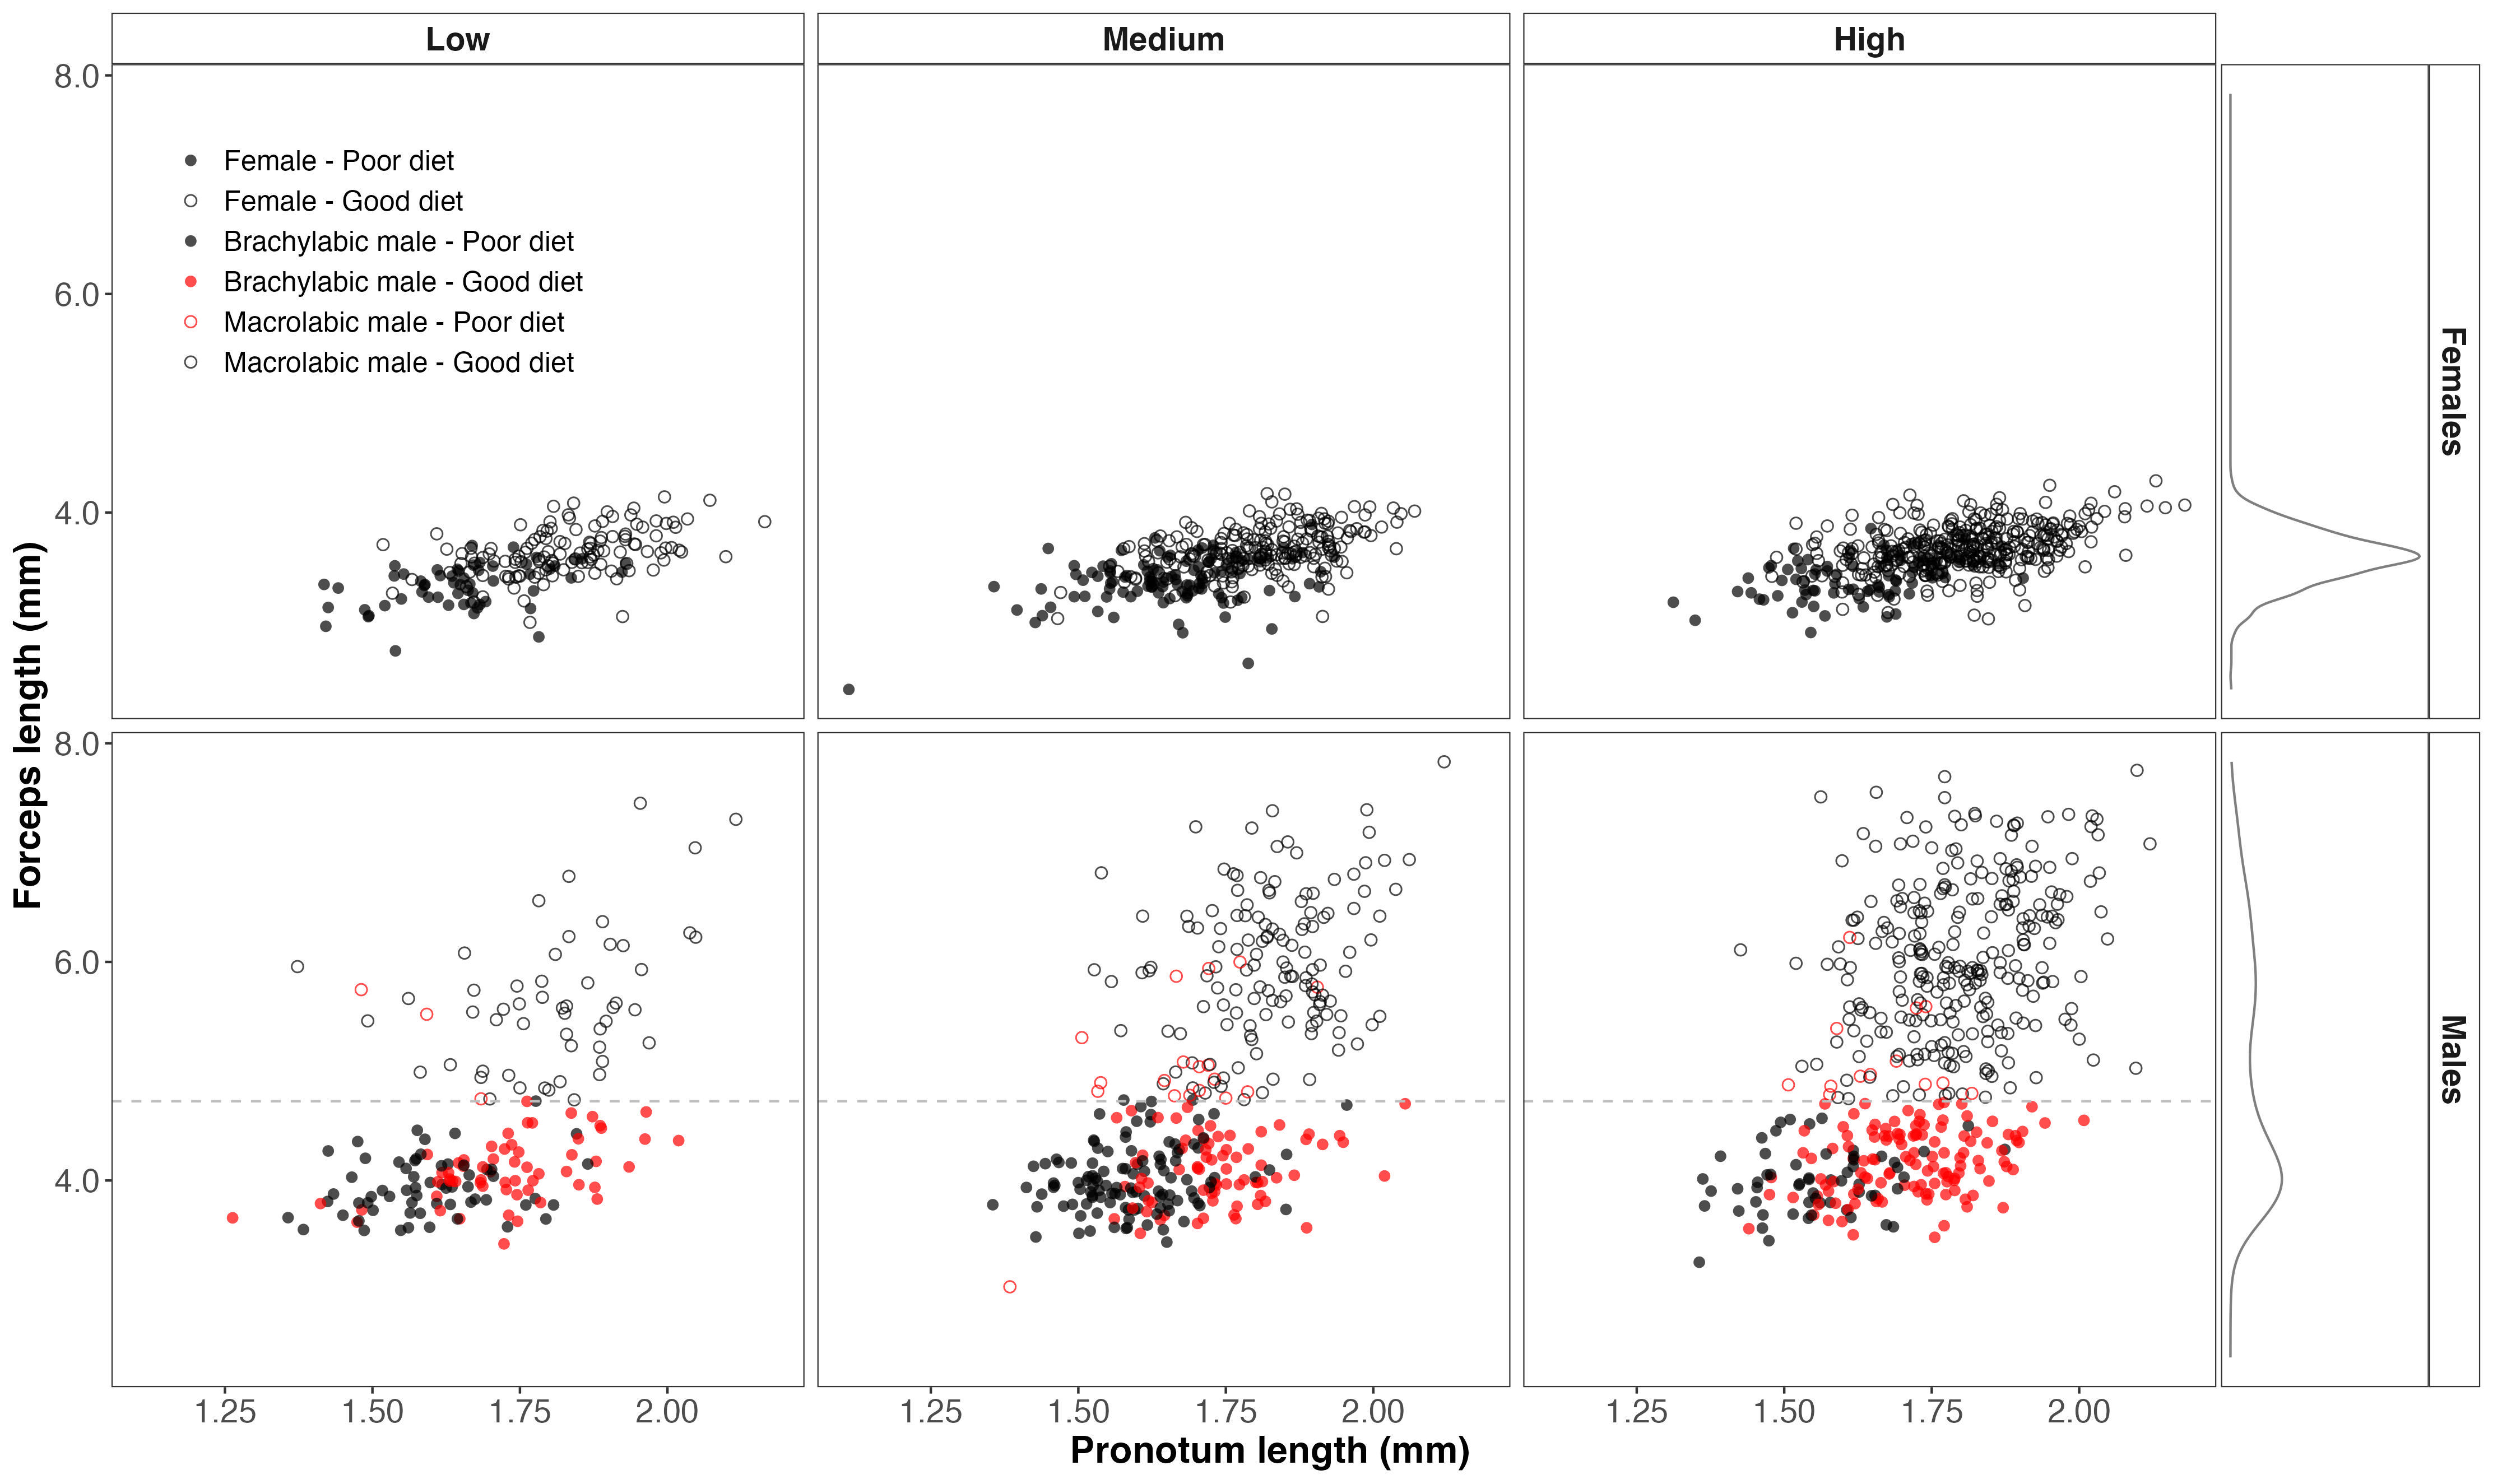 Low
Medium
High
8.0
6.0
4.0
Female - Poor diet
Female - Good diet
Brachylabic male - Poor diet
Brachylabic male - Good diet
Macrolabic male - Poor diet
Macrolabic male - Good diet
Females
Forceps length (mm)
8.0
6.0
4.0
Males
1.25 1.50 1.75 2.00
1.25 1.50 1.75 2.00
1.25 1.50 1.75 2.00
Pronotum length (mm)